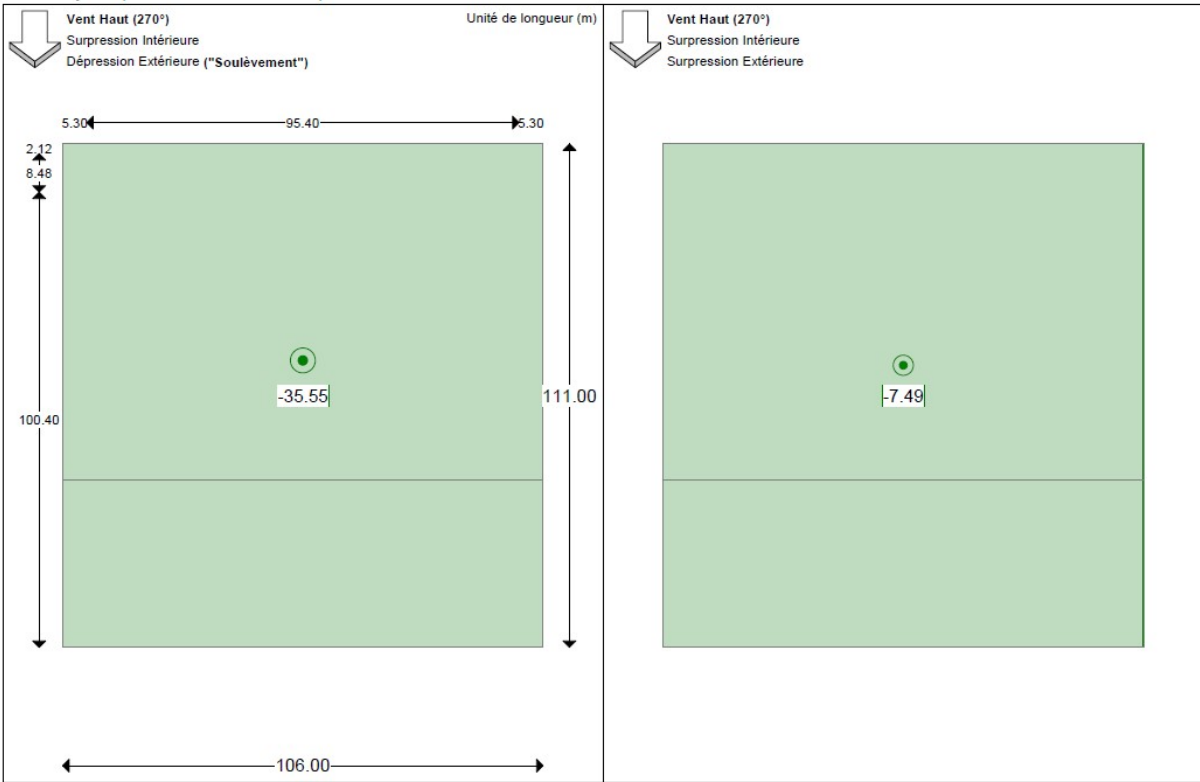 Vent Haut (270°)
Unité de longueur (m)
Surpression Intérieure
Dépression Extérieure ("Soulèvement")
5.30
95.40
5.30
2.12
8.48
-35.55
111.00
100.40
106.00
Vent Haut (270°)
Surpression Intérieure
Surpression Extérieure
-7.49